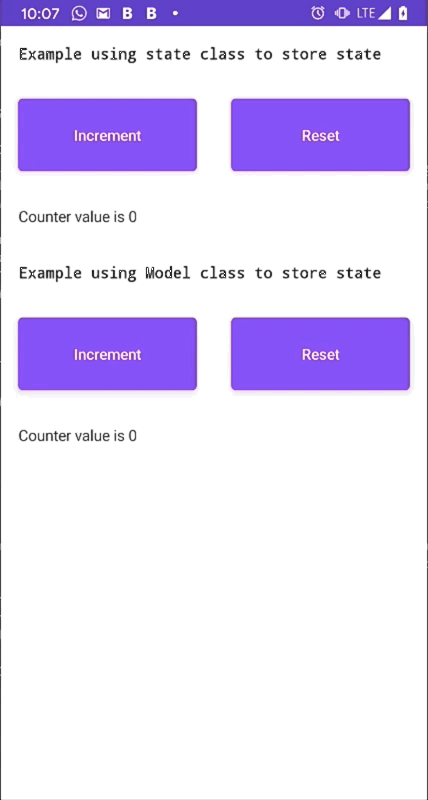 10:07 B B LTE
Example using state class to store state
Increment Reset
Counter value is 0
Example using Model class to store state
Increment Reset
Counter value is 0